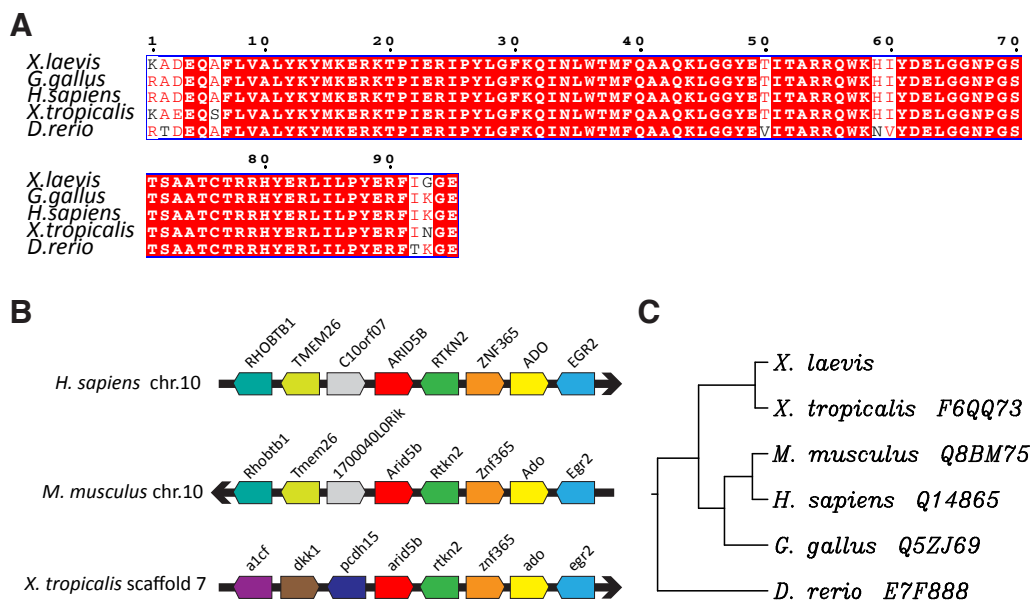 A
1 10 20 30 40 50 60 70
X.laevis KADEQAFLVALYKYMKERKTPIERIPYLGFKQINLWTMFQAAQKLGGYETITARRQWKHIYDELGGNPGS
G.gallus RADEQAFLVALYKYMKERKTPIERIPYLGFKQINLWTMFQAAQKLGGYETITARRQWKHIYDELGGNPGS
H.sapiens RADEQAFLVALYKYMKERKTPIERIPYLGFKQINLWTMFQAAQKLGGYETITARRQWKHIYDELGGNPGS
X.tropicalis KAEEQSFLVALYKYMKERKTPIERIPYLGFKQINLWTMFQAAQKLGGYETITARRQWKHIYDELGGNPGS
D.rerio RTDEQAFLVALYKYMKERKTPIERIPYLGFKQINLWTMFQAAQKLGGYEVITARRQWKNVYDELGGNPGS
80 90
X.laevis TSAATCTRRHYERLILPYERFIGGE
G.gallus TSAATCTRRHYERLILPYERFIKGE
H.sapiens TSAATCTRRHYERLILPYERFIKGE
X.tropicalis TSAATCTRRHYERLILPYERFINGE
D.rerio TSAATCTRRHYERLILPYERFTKGE
B
RHOBTB1 TMEM26 C10orf07 ARID5B RTKN2 ZNF365 ADO EGR2
H. sapiens chr.10
Rhobtb1 Tmem26 1700040L0Rik Arid5b Rtkn2 Znf365 Ado Egr2
M. musculus chr.10
a1cf dkk1 pcdh15 arid5b rtkn2 znf365 ado egr2
X. tropicalis scaffold 7
C
X. laevis
X. tropicalis F6QQ73
M. musculus Q8BM75
H. sapiens Q14865
G. gallus Q5ZJ69
D. rerio E7F888